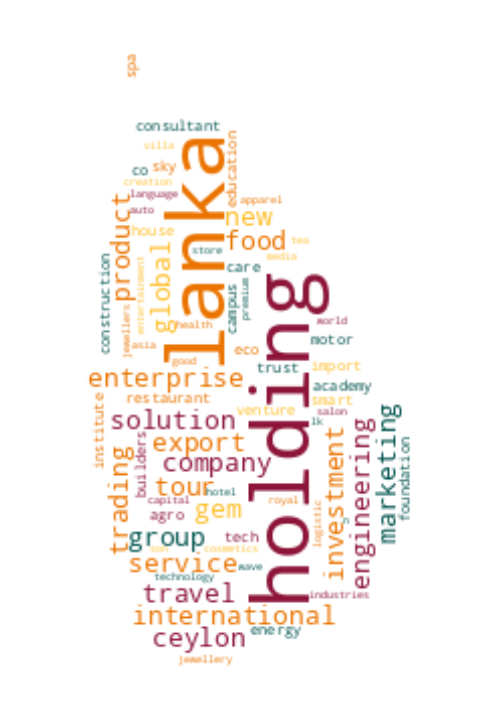 spa
consultant
villa
co
sky
creation
language
auto
lanka
education
apparel
new
product
house
food
tea
store
global
media
care
construction
entertainment
campus
premium
holding
jewellers
health
world
motor
asia
eco
good
trust
import
enterprise
academy
restaurant
smart
institute
venture
salon
solution
lk
export
builders
company
trading
tour
hotel
capital
royal
gem
agro
logistic
investment
engineering
marketing
foundation
group
tech
son
cosmetics
service
wave
technology
travel
industries
international
energy
ceylon
jewellery